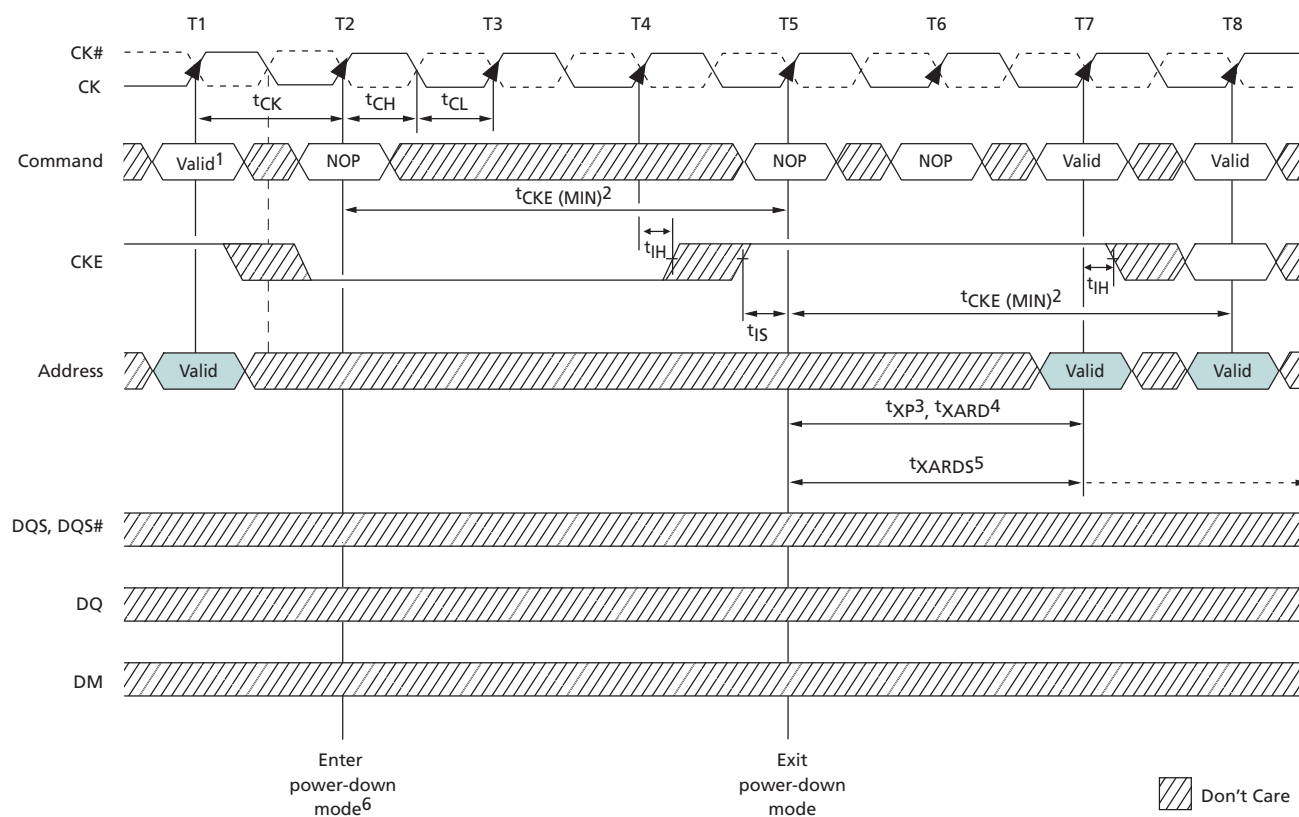 T1 T2 T3 T4 T5 T6 T7 T8
CK#
CK
tCK tCH tCL
Command Valid1 NOP NOP NOP Valid Valid
tCKE (MIN)2
tIH
CKE
tIH
tCKE (MIN)2
tIS
Address Valid Valid Valid
tXP3, tXARD4
tXARDS5
DQS, DQS#
DQ
DM
Enter
power-down
mode6
Exit
power-down
mode
Don't Care